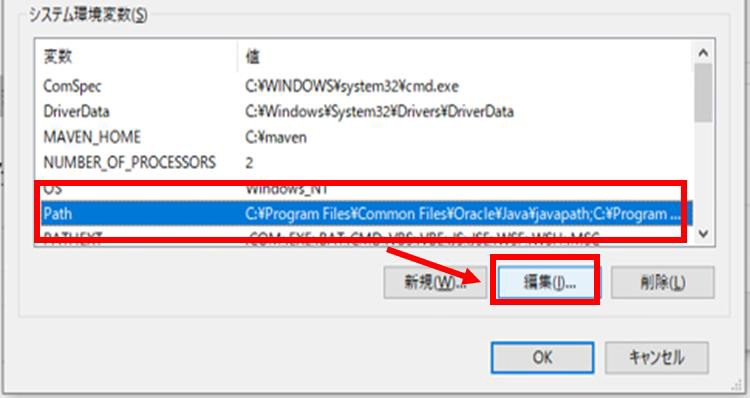 システム環境変数(S)
変数 値
ComSpec C:¥WINDOWS¥system32¥cmd.exe
DriverData C:¥Windows¥System32¥Drivers¥DriverData
MAVEN_HOME C:¥maven
NUMBER_OF_PROCESSORS 2
OS Windows_NT
Path C:¥Program Files¥Common Files¥Oracle¥Java¥javapath;C:¥Program ...
PATHEXT .COM;.EXE;.BAT;.CMD;.VBS;.VBE;.JS;.JSE;.WSF;.WSH;.MSC
新規(W)... 編集(I)... 削除(L)
OK キャンセル